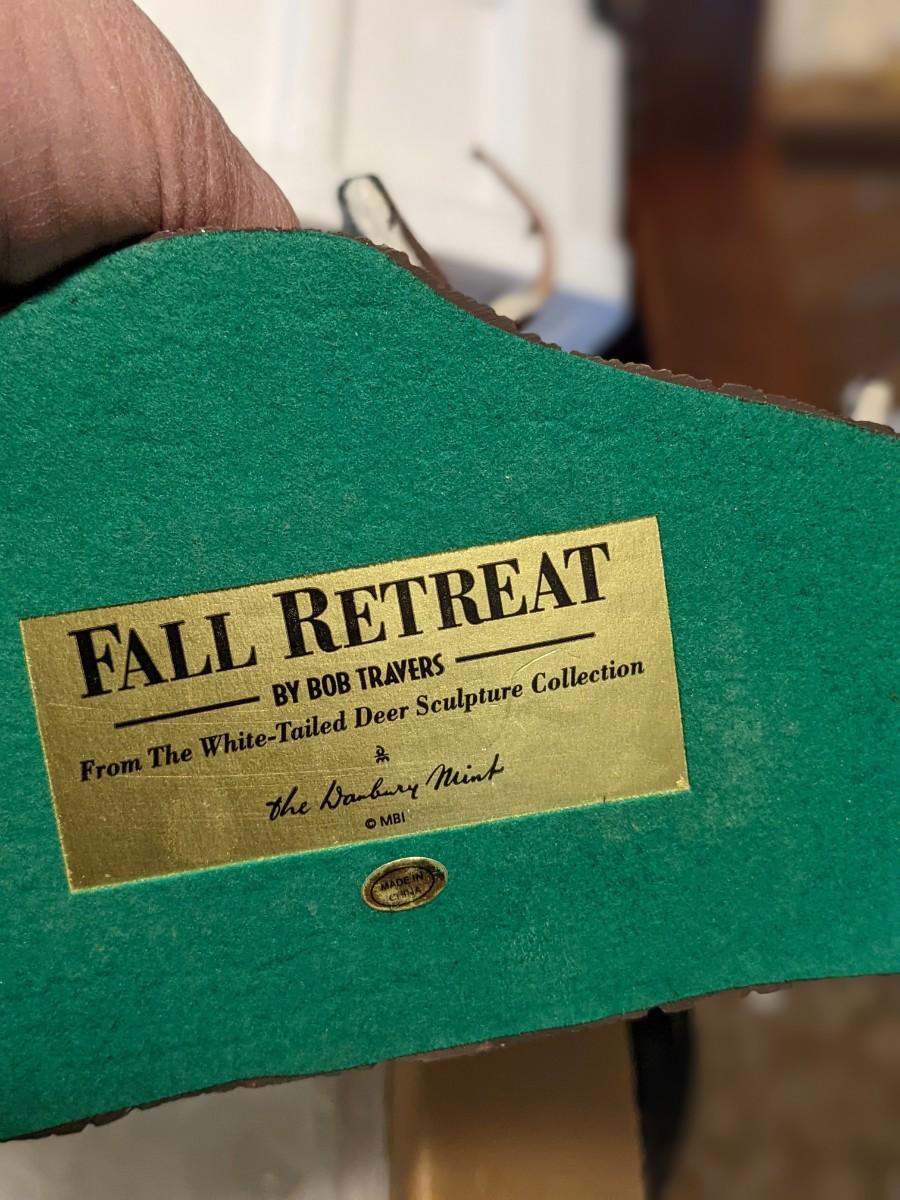 FALL RETREAT
BY BOB TRAVERS
From The White-Tailed Deer Sculpture Collection
DM
the Danbury Mint
© MBI
MADE IN
CHINA